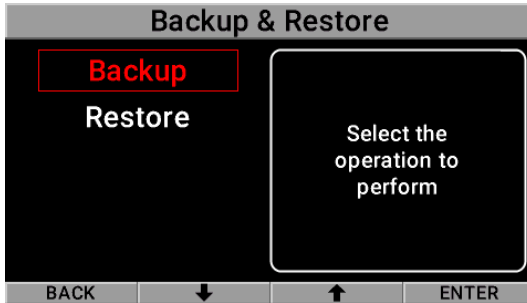 Backup & Restore
Backup
Restore
Select the
operation to
perform
BACK
ENTER